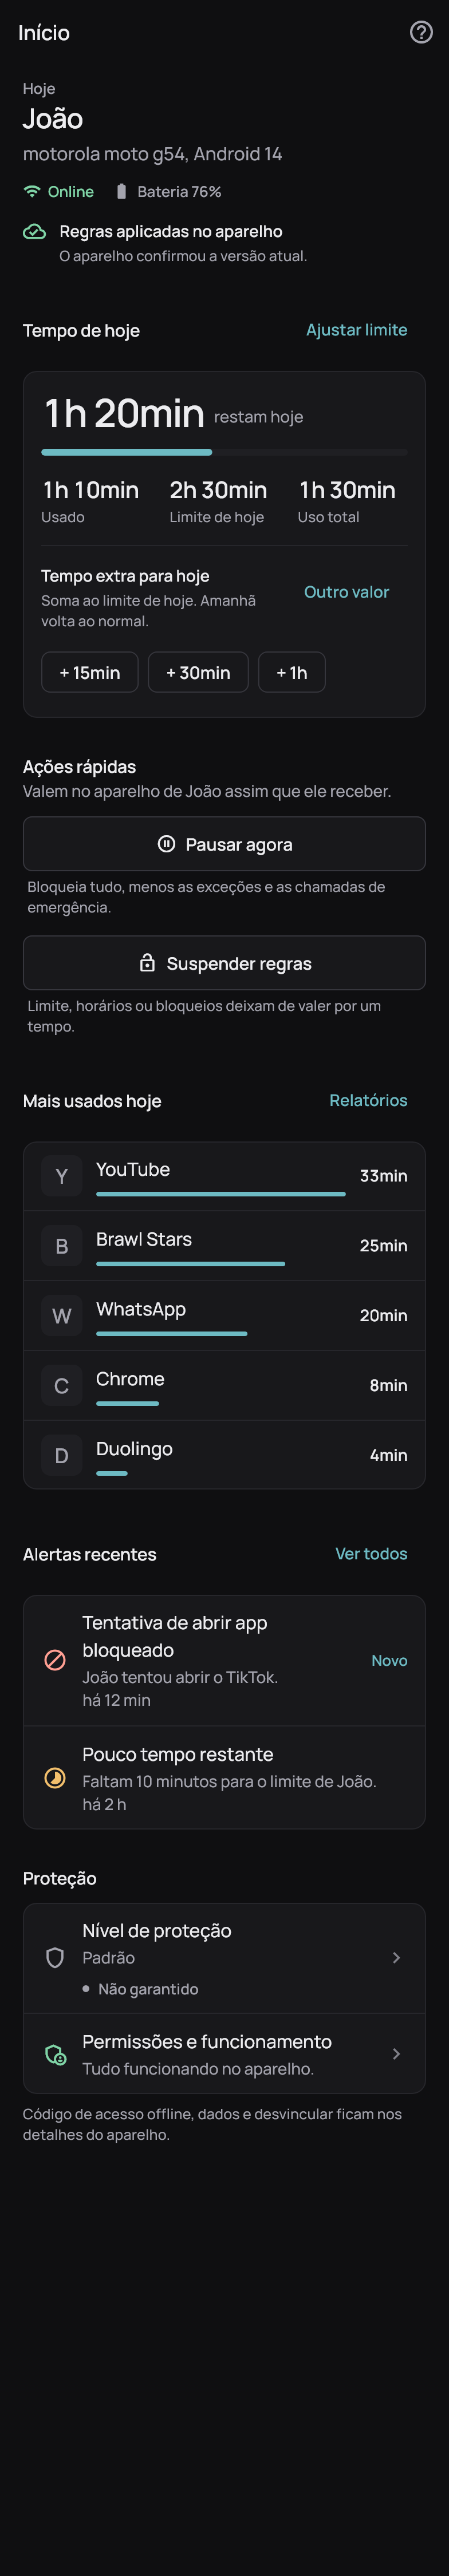 Início
Hoje
João
motorola moto g54, Android 14
Online
Bateria 76%
Regras aplicadas no aparelho
O aparelho confirmou a versão atual.
Tempo de hoje
Ajustar limite
1h 20min restam hoje
1h 10min
2h 30min
1h 30min
Usado
Limite de hoje
Uso total
Tempo extra para hoje
Soma ao limite de hoje. Amanhã
volta ao normal.
Outro valor
+ 15min
+ 30min
+ 1h
Ações rápidas
Valem no aparelho de João assim que ele receber.
Pausar agora
Bloqueia tudo, menos as exceções e as chamadas de
emergência.
Suspender regras
Limite, horários ou bloqueios deixam de valer por um
tempo.
Mais usados hoje
Relatórios
Y
YouTube
33min
B
Brawl Stars
25min
W
WhatsApp
20min
C
Chrome
8min
D
Duolingo
4min
Alertas recentes
Ver todos
Tentativa de abrir app
bloqueado
João tentou abrir o TikTok.
há 12 min
Novo
Pouco tempo restante
Faltam 10 minutos para o limite de João.
há 2 h
Proteção
Nível de proteção
Padrão
Não garantido
Permissões e funcionamento
Tudo funcionando no aparelho.
Código de acesso offline, dados e desvincular ficam nos
detalhes do aparelho.